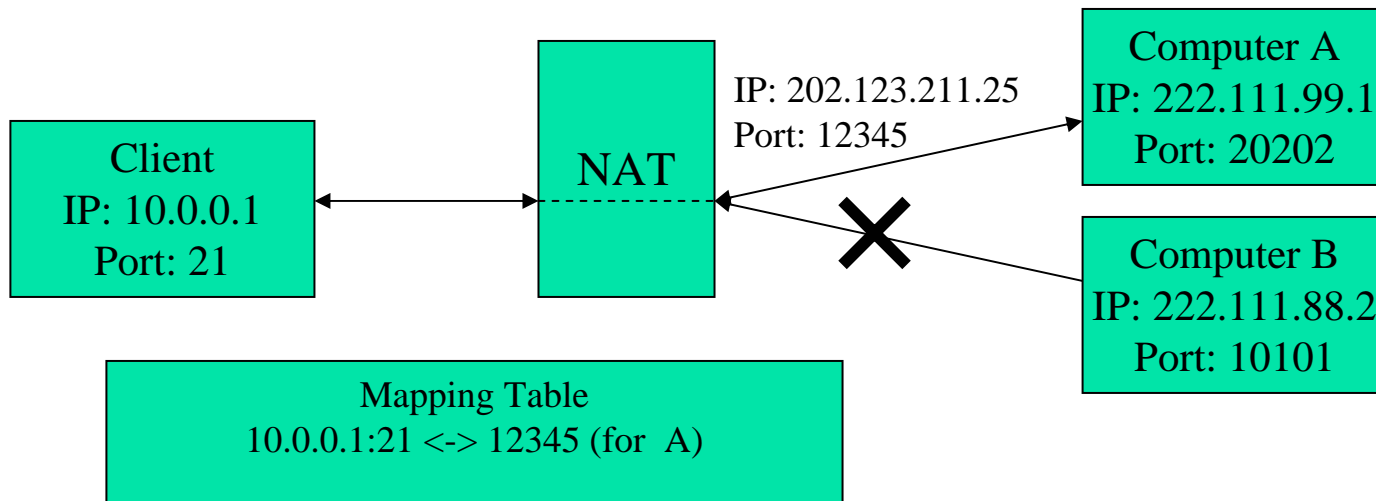 Client
IP: 10.0.0.1
Port: 21
NAT
IP: 202.123.211.25
Port: 12345
Computer A
IP: 222.111.99.1
Port: 20202
Computer B
IP: 222.111.88.2
Port: 10101
Mapping Table
10.0.0.1:21 <-> 12345 (for A)